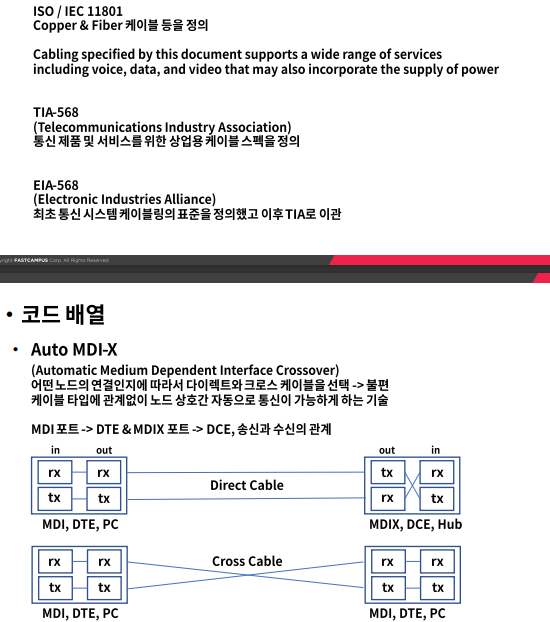 ISO / IEC 11801
Copper & Fiber 케이블 등을 정의
Cabling specified by this document supports a wide range of services
including voice, data, and video that may also incorporate the supply of power
TIA-568
(Telecommunications Industry Association)
통신 제품 및 서비스를 위한 상업용 케이블 스펙을 정의
EIA-568
(Electronic Industries Alliance)
최초 통신 시스템 케이블링의 표준을 정의했고 이후 TIA로 이관
yright FASTCAMPUS Corp. All Rights Reserved
• 코드 배열
• Auto MDI-X
(Automatic Medium Dependent Interface Crossover)
어떤 노드의 연결인지에 따라서 다이렉트와 크로스 케이블을 선택 -> 불편
케이블 타입에 관계없이 노드 상호간 자동으로 통신이 가능하게 하는 기술
MDI 포트 -> DTE & MDIX 포트 -> DCE, 송신과 수신의 관계
in out out in
rx rx tx rx
Direct Cable
tx tx rx tx
MDI, DTE, PC MDIX, DCE, Hub
rx rx Cross Cable rx rx
tx tx tx tx
MDI, DTE, PC MDI, DTE, PC